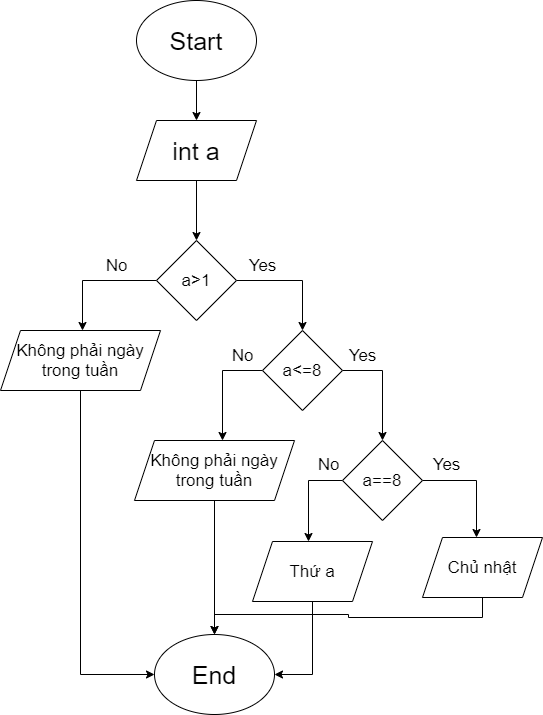 Start
int a
a>1
No
Yes
Không phải ngày
trong tuần
a<=8
No
Yes
Không phải ngày
trong tuần
a==8
No
Yes
Thứ a
Chủ nhật
End